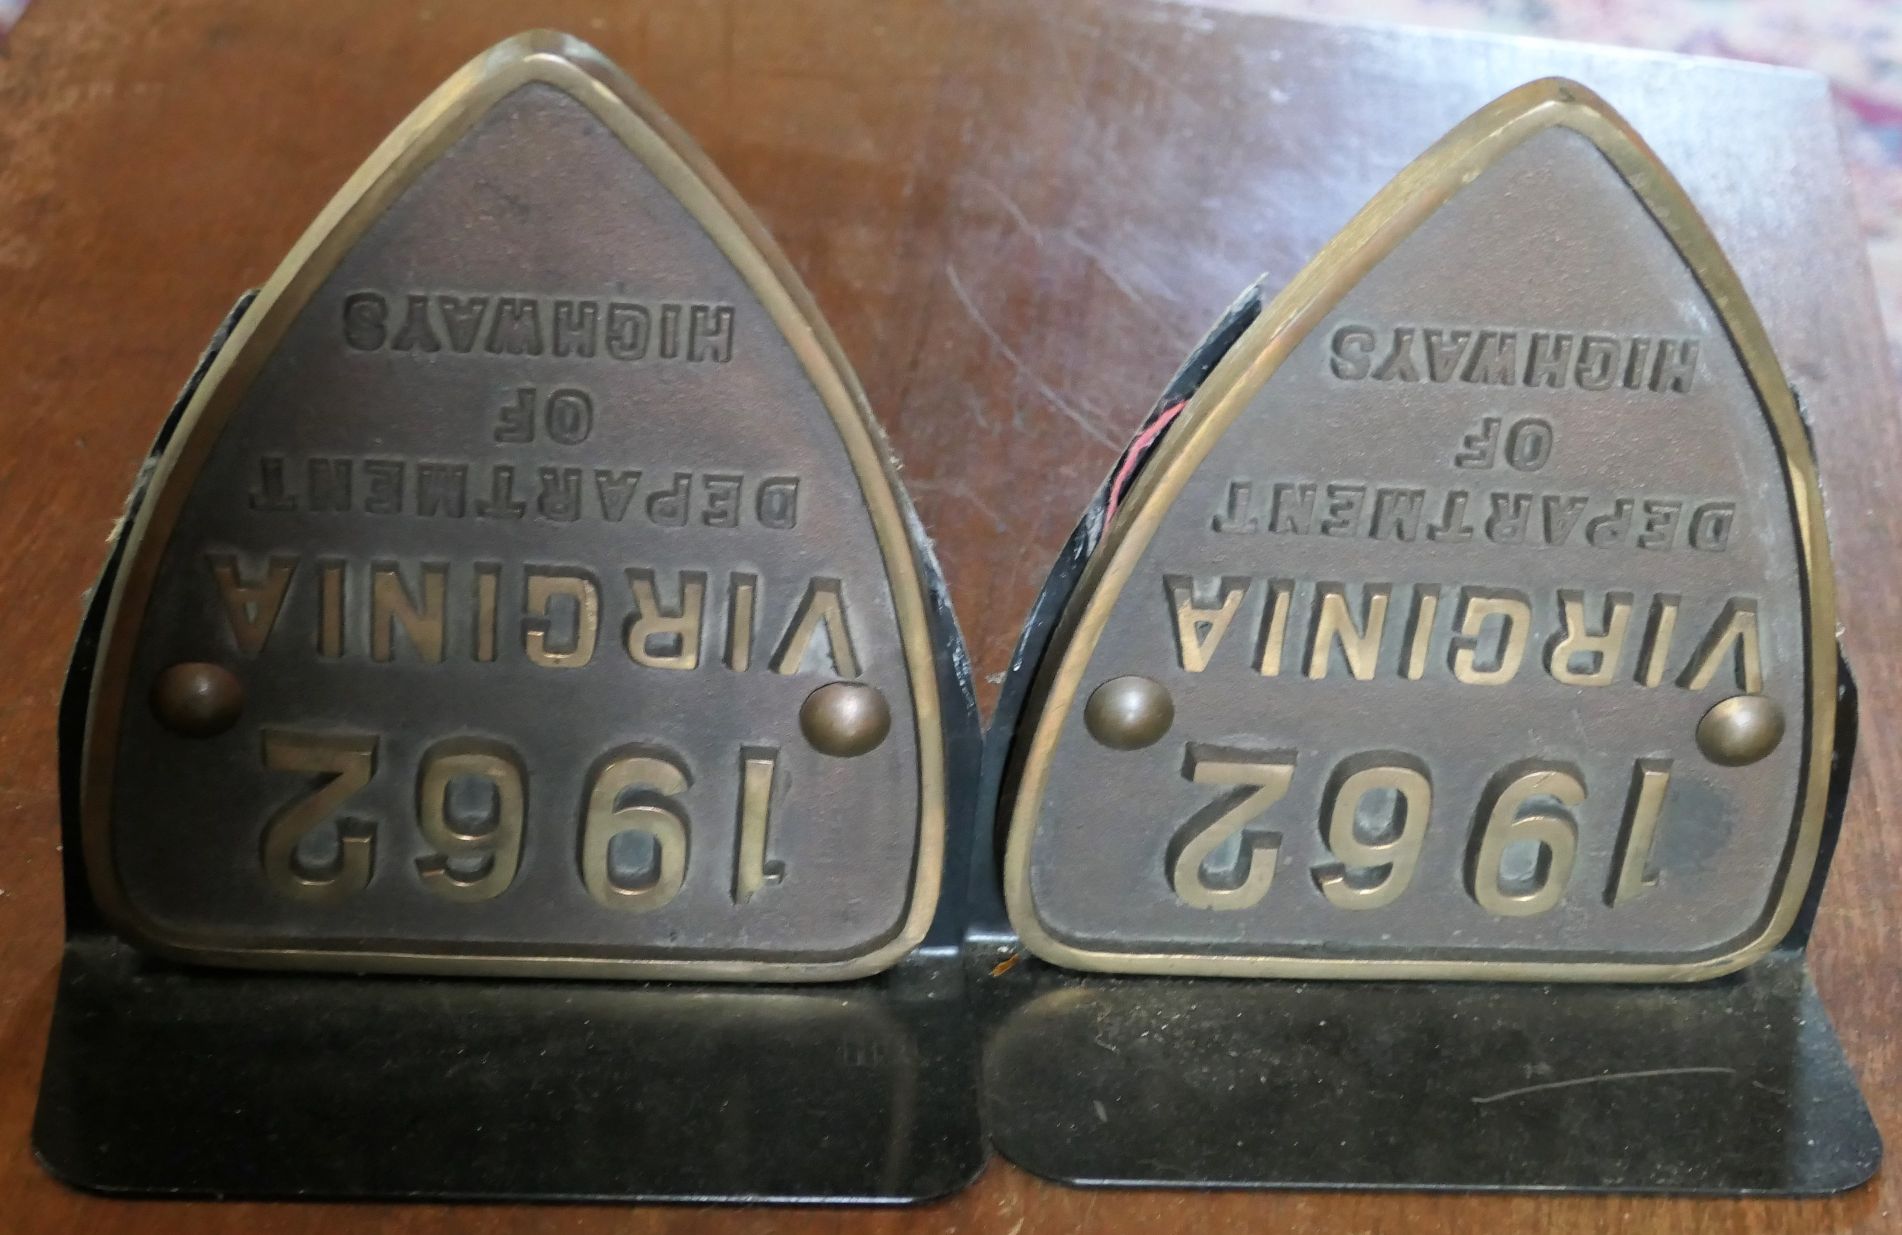 1962
VIRGINIA
DEPARTMENT
OF
HIGHWAYS
1962
VIRGINIA
DEPARTMENT
OF
HIGHWAYS